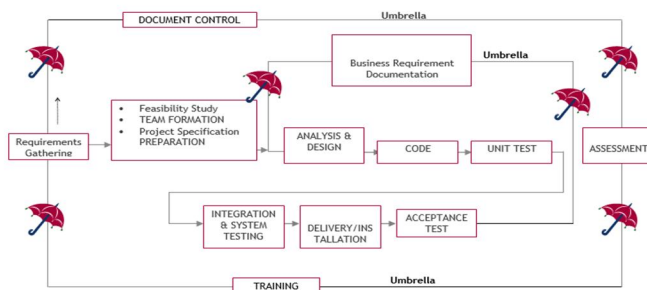 DOCUMENT CONTROL
Umbrella
Business Requirement
Documentation
Umbrella
• Feasibility Study
• TEAM FORMATION
• Project Specification
PREPARATION
Requirements
Gathering
ANALYSIS &
DESIGN
CODE
UNIT TEST
ASSESSMENT
INTEGRATION
& SYSTEM
TESTING
DELIVERY/INS
TALLATION
ACCEPTANCE
TEST
TRAINING
Umbrella